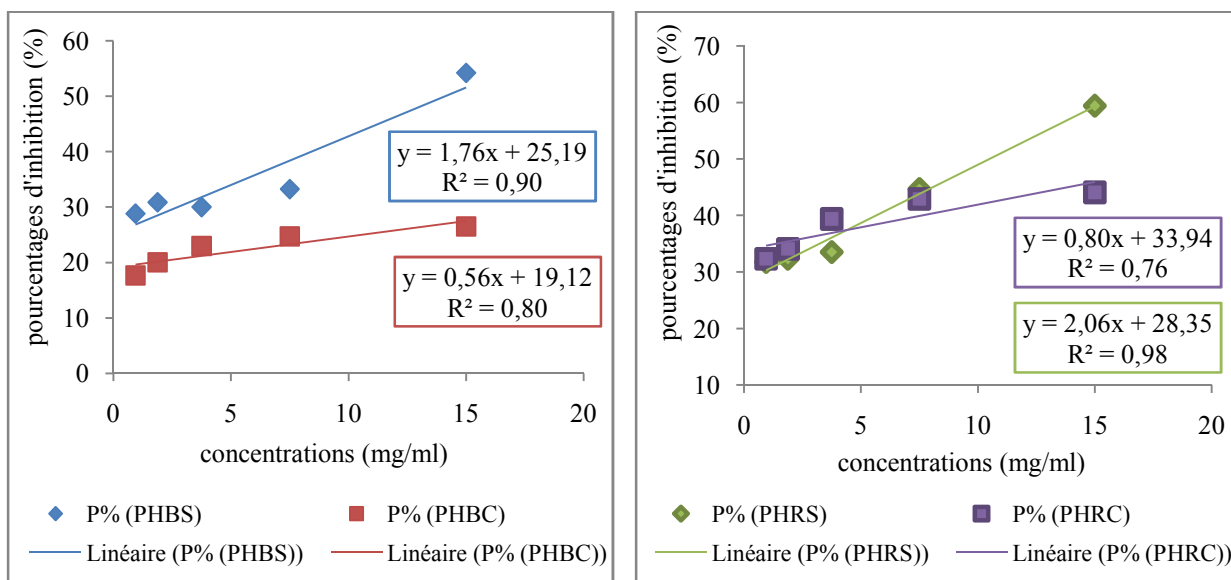 pourcentages d'inhibition (%)
60
50
40
30
20
10
0
y = 1,76x + 25,19
R² = 0,90
y = 0,56x + 19,12
R² = 0,80
0 5 10 15 20
concentrations (mg/ml)
P% (PHBS) P% (PHBC)
Linéaire (P% (PHBS)) Linéaire (P% (PHBC))
pourcentages d'inhibition (%)
70
60
50
40
30
20
10
y = 0,80x + 33,94
R² = 0,76
y = 2,06x + 28,35
R² = 0,98
0 5 10 15 20
concentrations (mg/ml)
P% (PHRS) P% (PHRC)
Linéaire (P% (PHRS)) Linéaire (P% (PHRC))